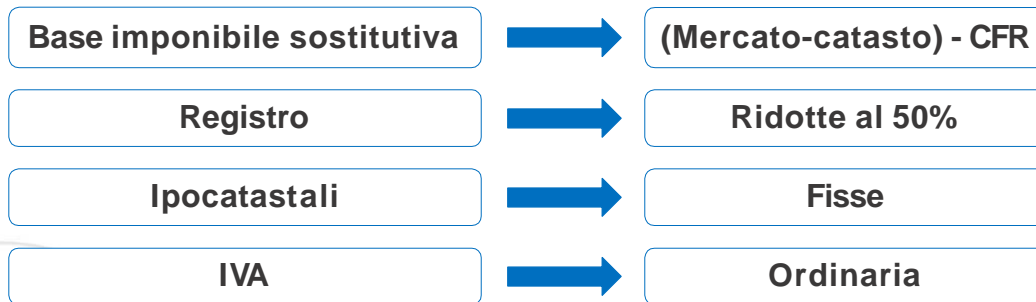 Base imponibile sostitutiva (Mercato-catasto) - CFR
Registro Ridotte al 50%
Ipocatastali Fisse
IVA Ordinaria